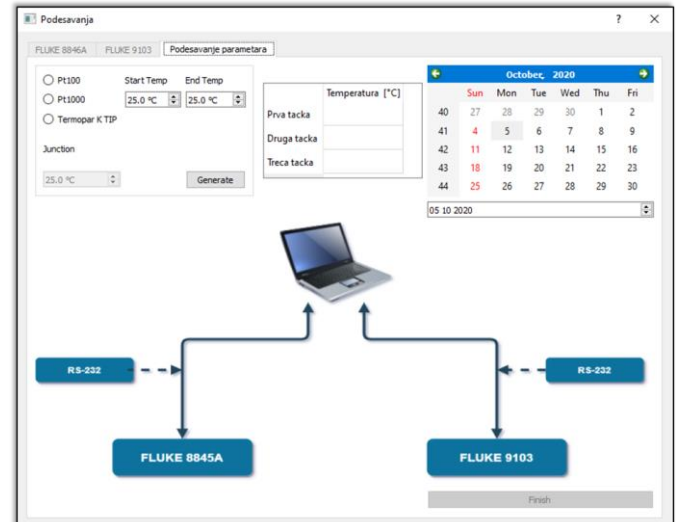 Podesavanja
? ×
FLUKE 8846A FLUKE 9103 Podesavanje parametara
Pt100 Start Temp End Temp
Pt1000 25.0 °C 25.0 °C
Termopar K TIP
Junction
25.0 °C Generate
Temperatura [°C]
Prva tacka
Druga tacka
Treca tacka
October, 2020
Sun Mon Tue Wed Thu Fri
40 27 28 29 30 1 2
41 4 5 6 7 8 9
42 11 12 13 14 15 16
43 18 19 20 21 22 23
44 25 26 27 28 29 30
05 10 2020
RS-232
RS-232
FLUKE 8845A
FLUKE 9103
Finish